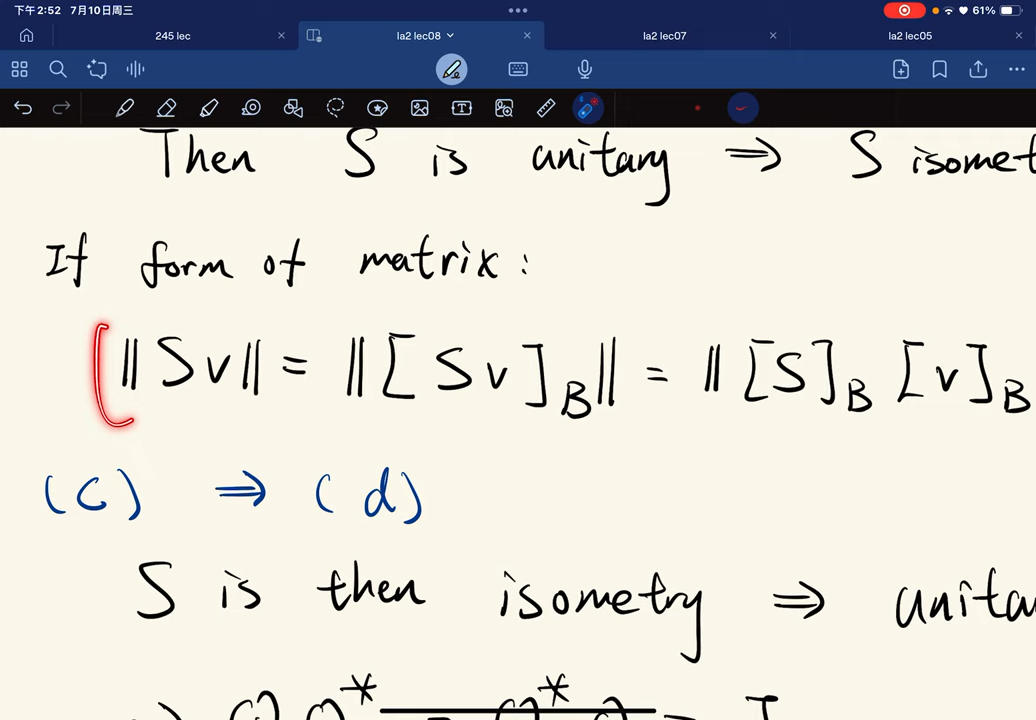 下午2:52 7月10日周三 61%
245 lec la2 lec08 la2 lec07 la2 lec05
Then S is unitary ⇒ S isomet
If form of matrix :
‖Sv‖ = ‖[Sv]_B‖ = ‖[S]_B [v]_B
(c) ⇒ (d)
S is then isometry ⇒ unita